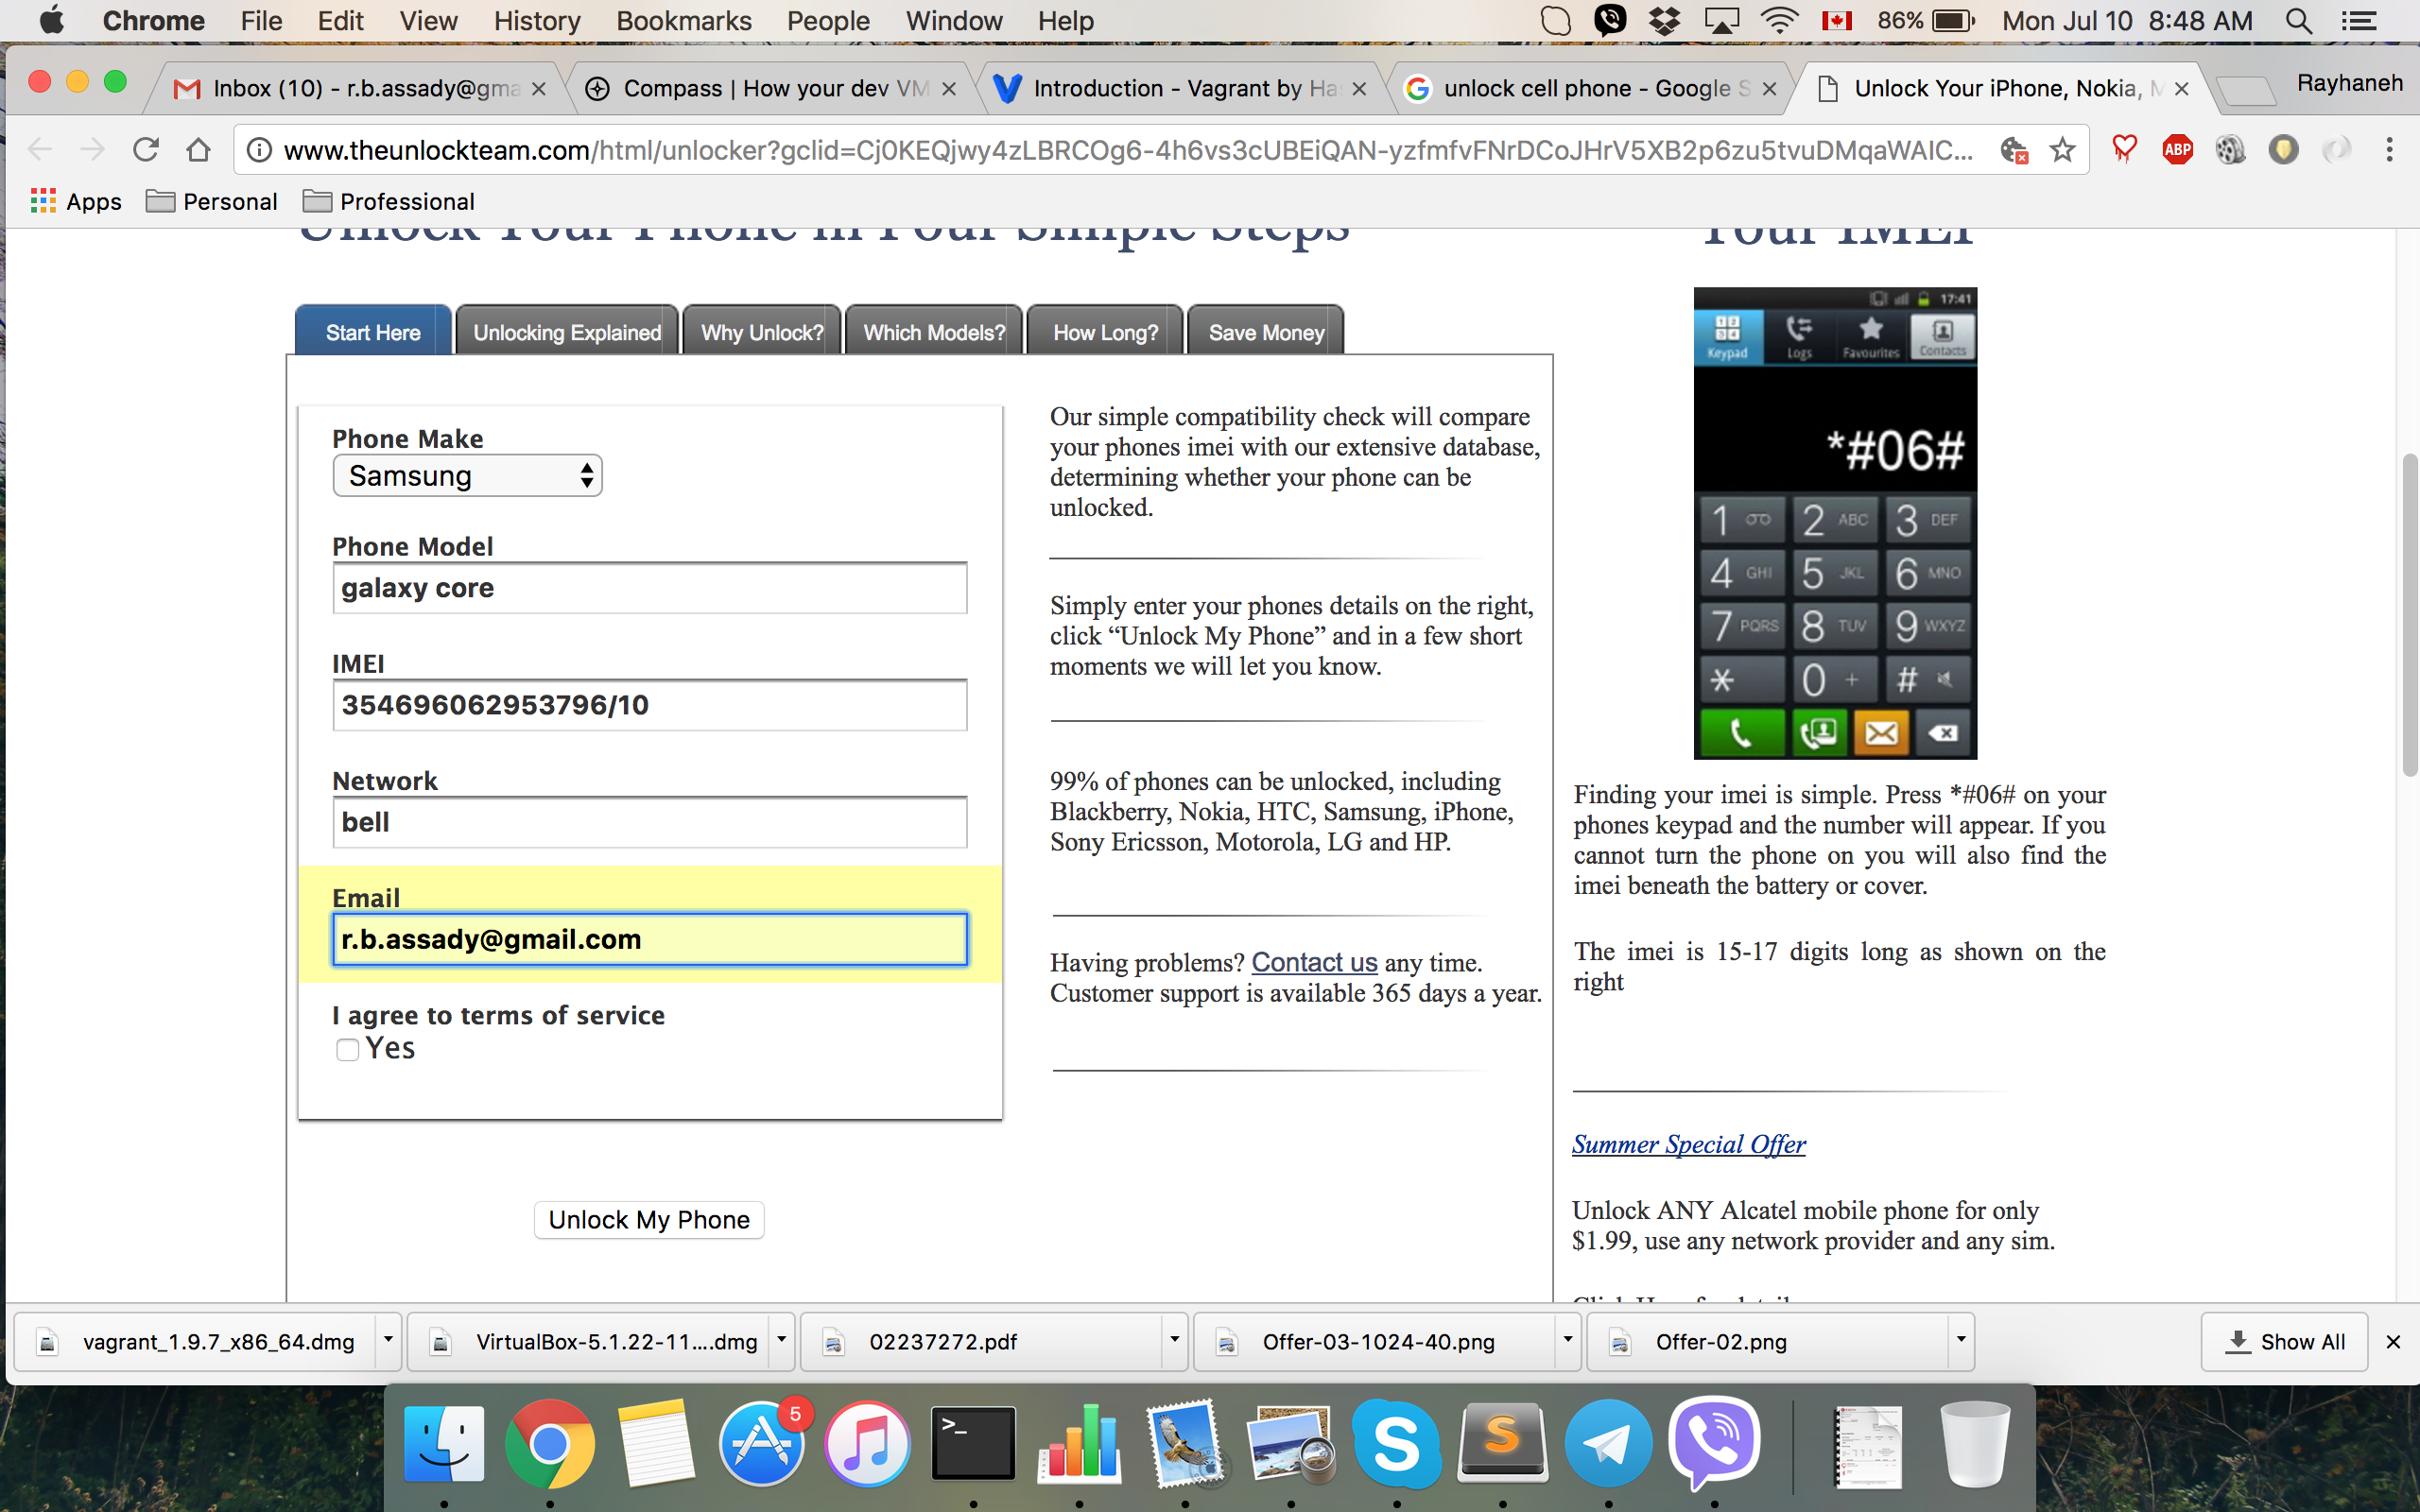 Chrome File Edit View History Bookmarks People Window Help 86% Mon Jul 10 8:48 AM
Inbox (10) - r.b.assady@gma Compass | How your dev VM Introduction - Vagrant by Ha unlock cell phone - Google S Unlock Your iPhone, Nokia, M Rayhaneh
www.theunlockteam.com/html/unlocker?gclid=Cj0KEQjwy4zLBRCOg6-4h6vs3cUBEiQAN-yzfmfvFNrDCoJHrV5XB2p6zu5tvuDMqaWAIC... ABP
Apps Personal Professional
Unlock Your Phone in Four Simple Steps
Your IMEI
Start Here Unlocking Explained Why Unlock? Which Models? How Long? Save Money
Phone Make
Samsung
Phone Model
galaxy core
IMEI
354696062953796/10
Network
bell
Email
r.b.assady@gmail.com
I agree to terms of service
Yes
Unlock My Phone
Our simple compatibility check will compare
your phones imei with our extensive database,
determining whether your phone can be
unlocked.
Simply enter your phones details on the right,
click “Unlock My Phone” and in a few short
moments we will let you know.
99% of phones can be unlocked, including
Blackberry, Nokia, HTC, Samsung, iPhone,
Sony Ericsson, Motorola, LG and HP.
Having problems? Contact us any time.
Customer support is available 365 days a year.
17:41
Keypad Logs Favourites Contacts
*#06#
1 2 ABC 3 DEF
4 GHI 5 JKL 6 MNO
7 PQRS 8 TUV 9 WXYZ
* 0 + #
Finding your imei is simple. Press *#06# on your
phones keypad and the number will appear. If you
cannot turn the phone on you will also find the
imei beneath the battery or cover.
The imei is 15-17 digits long as shown on the
right
Summer Special Offer
Unlock ANY Alcatel mobile phone for only
$1.99, use any network provider and any sim.
vagrant_1.9.7_x86_64.dmg VirtualBox-5.1.22-11....dmg 02237272.pdf Offer-03-1024-40.png Offer-02.png Show All
5